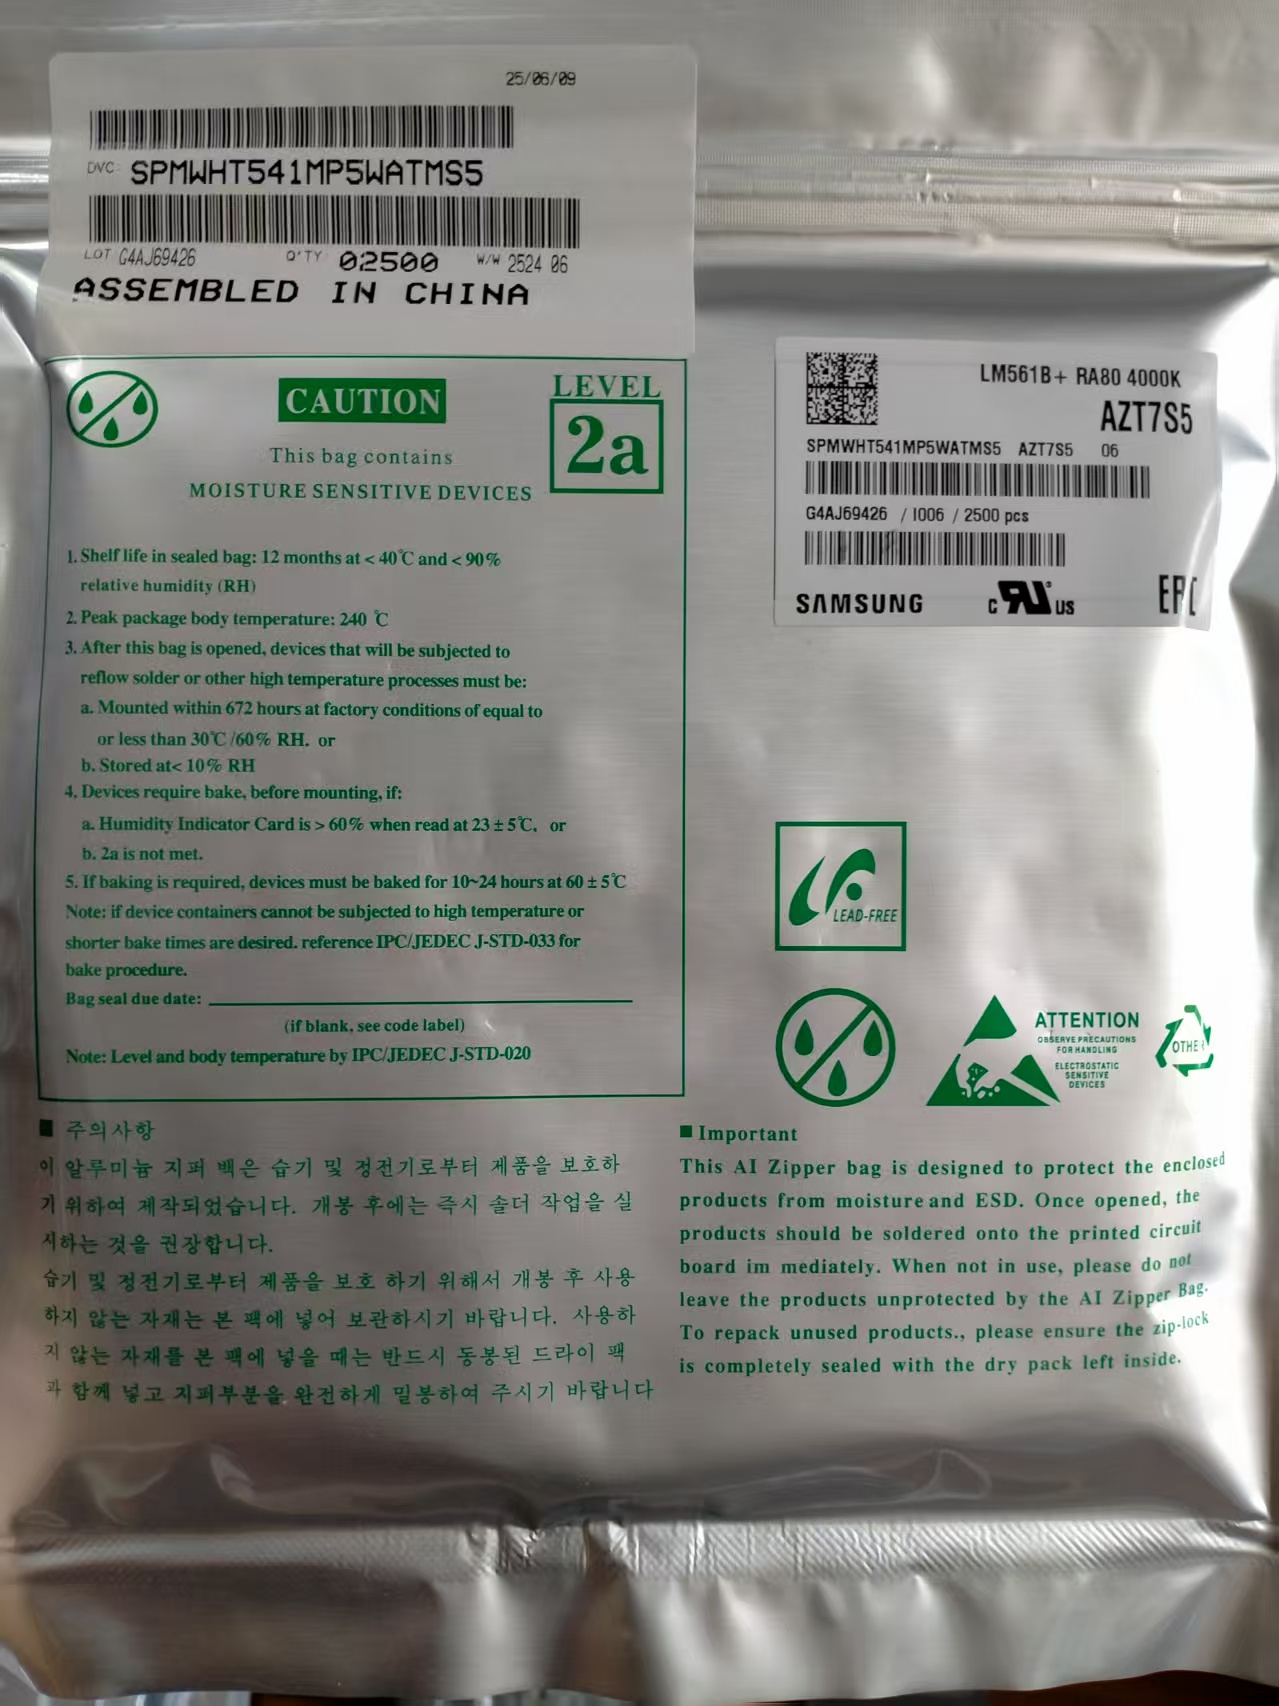 25/06/09
DVC: SPMWHT541MP5WATMS5
LOT G4AJ69426 Q'TY 02500 W/W 2524 06
ASSEMBLED IN CHINA
CAUTION
LEVEL
2a
This bag contains
MOISTURE SENSITIVE DEVICES
1. Shelf life in sealed bag: 12 months at < 40℃ and < 90%
relative humidity (RH)
2. Peak package body temperature: 240 ℃
3. After this bag is opened, devices that will be subjected to
reflow solder or other high temperature processes must be:
a. Mounted within 672 hours at factory conditions of equal to
or less than 30℃/60% RH. or
b. Stored at< 10% RH
4. Devices require bake, before mounting, if:
a. Humidity Indicator Card is > 60% when read at 23 ± 5℃, or
b. 2a is not met.
5. If baking is required, devices must be baked for 10~24 hours at 60 ± 5℃
Note: if device containers cannot be subjected to high temperature or
shorter bake times are desired. reference IPC/JEDEC J-STD-033 for
bake procedure.
Bag seal due date:
(if blank, see code label)
Note: Level and body temperature by IPC/JEDEC J-STD-020
LM561B+ RA80 4000K
AZT7S5
SPMWHT541MP5WATMS5 AZT7S5 06
G4AJ69426 / I006 / 2500 pcs
SAMSUNG c RU US
LEAD-FREE
ATTENTION
OBSERVE PRECAUTIONS
FOR HANDLING
ELECTROSTATIC
SENSITIVE
DEVICES
OTHER
■ 주의사항
이 알루미늄 지퍼 백은 습기 및 정전기로부터 제품을 보호하
기 위하여 제작되었습니다. 개봉 후에는 즉시 솔더 작업을 실
시하는 것을 권장합니다.
습기 및 정전기로부터 제품을 보호 하기 위해서 개봉 후 사용
하지 않는 자재는 본 팩에 넣어 보관하시기 바랍니다. 사용하
지 않는 자재를 본 팩에 넣을 때는 반드시 동봉된 드라이 팩
과 함께 넣고 지퍼부분을 완전하게 밀봉하여 주시기 바랍니다
■ Important
This AI Zipper bag is designed to protect the enclosed
products from moisture and ESD. Once opened, the
products should be soldered onto the printed circuit
board im mediately. When not in use, please do not
leave the products unprotected by the AI Zipper Bag.
To repack unused products., please ensure the zip-lock
is completely sealed with the dry pack left inside.